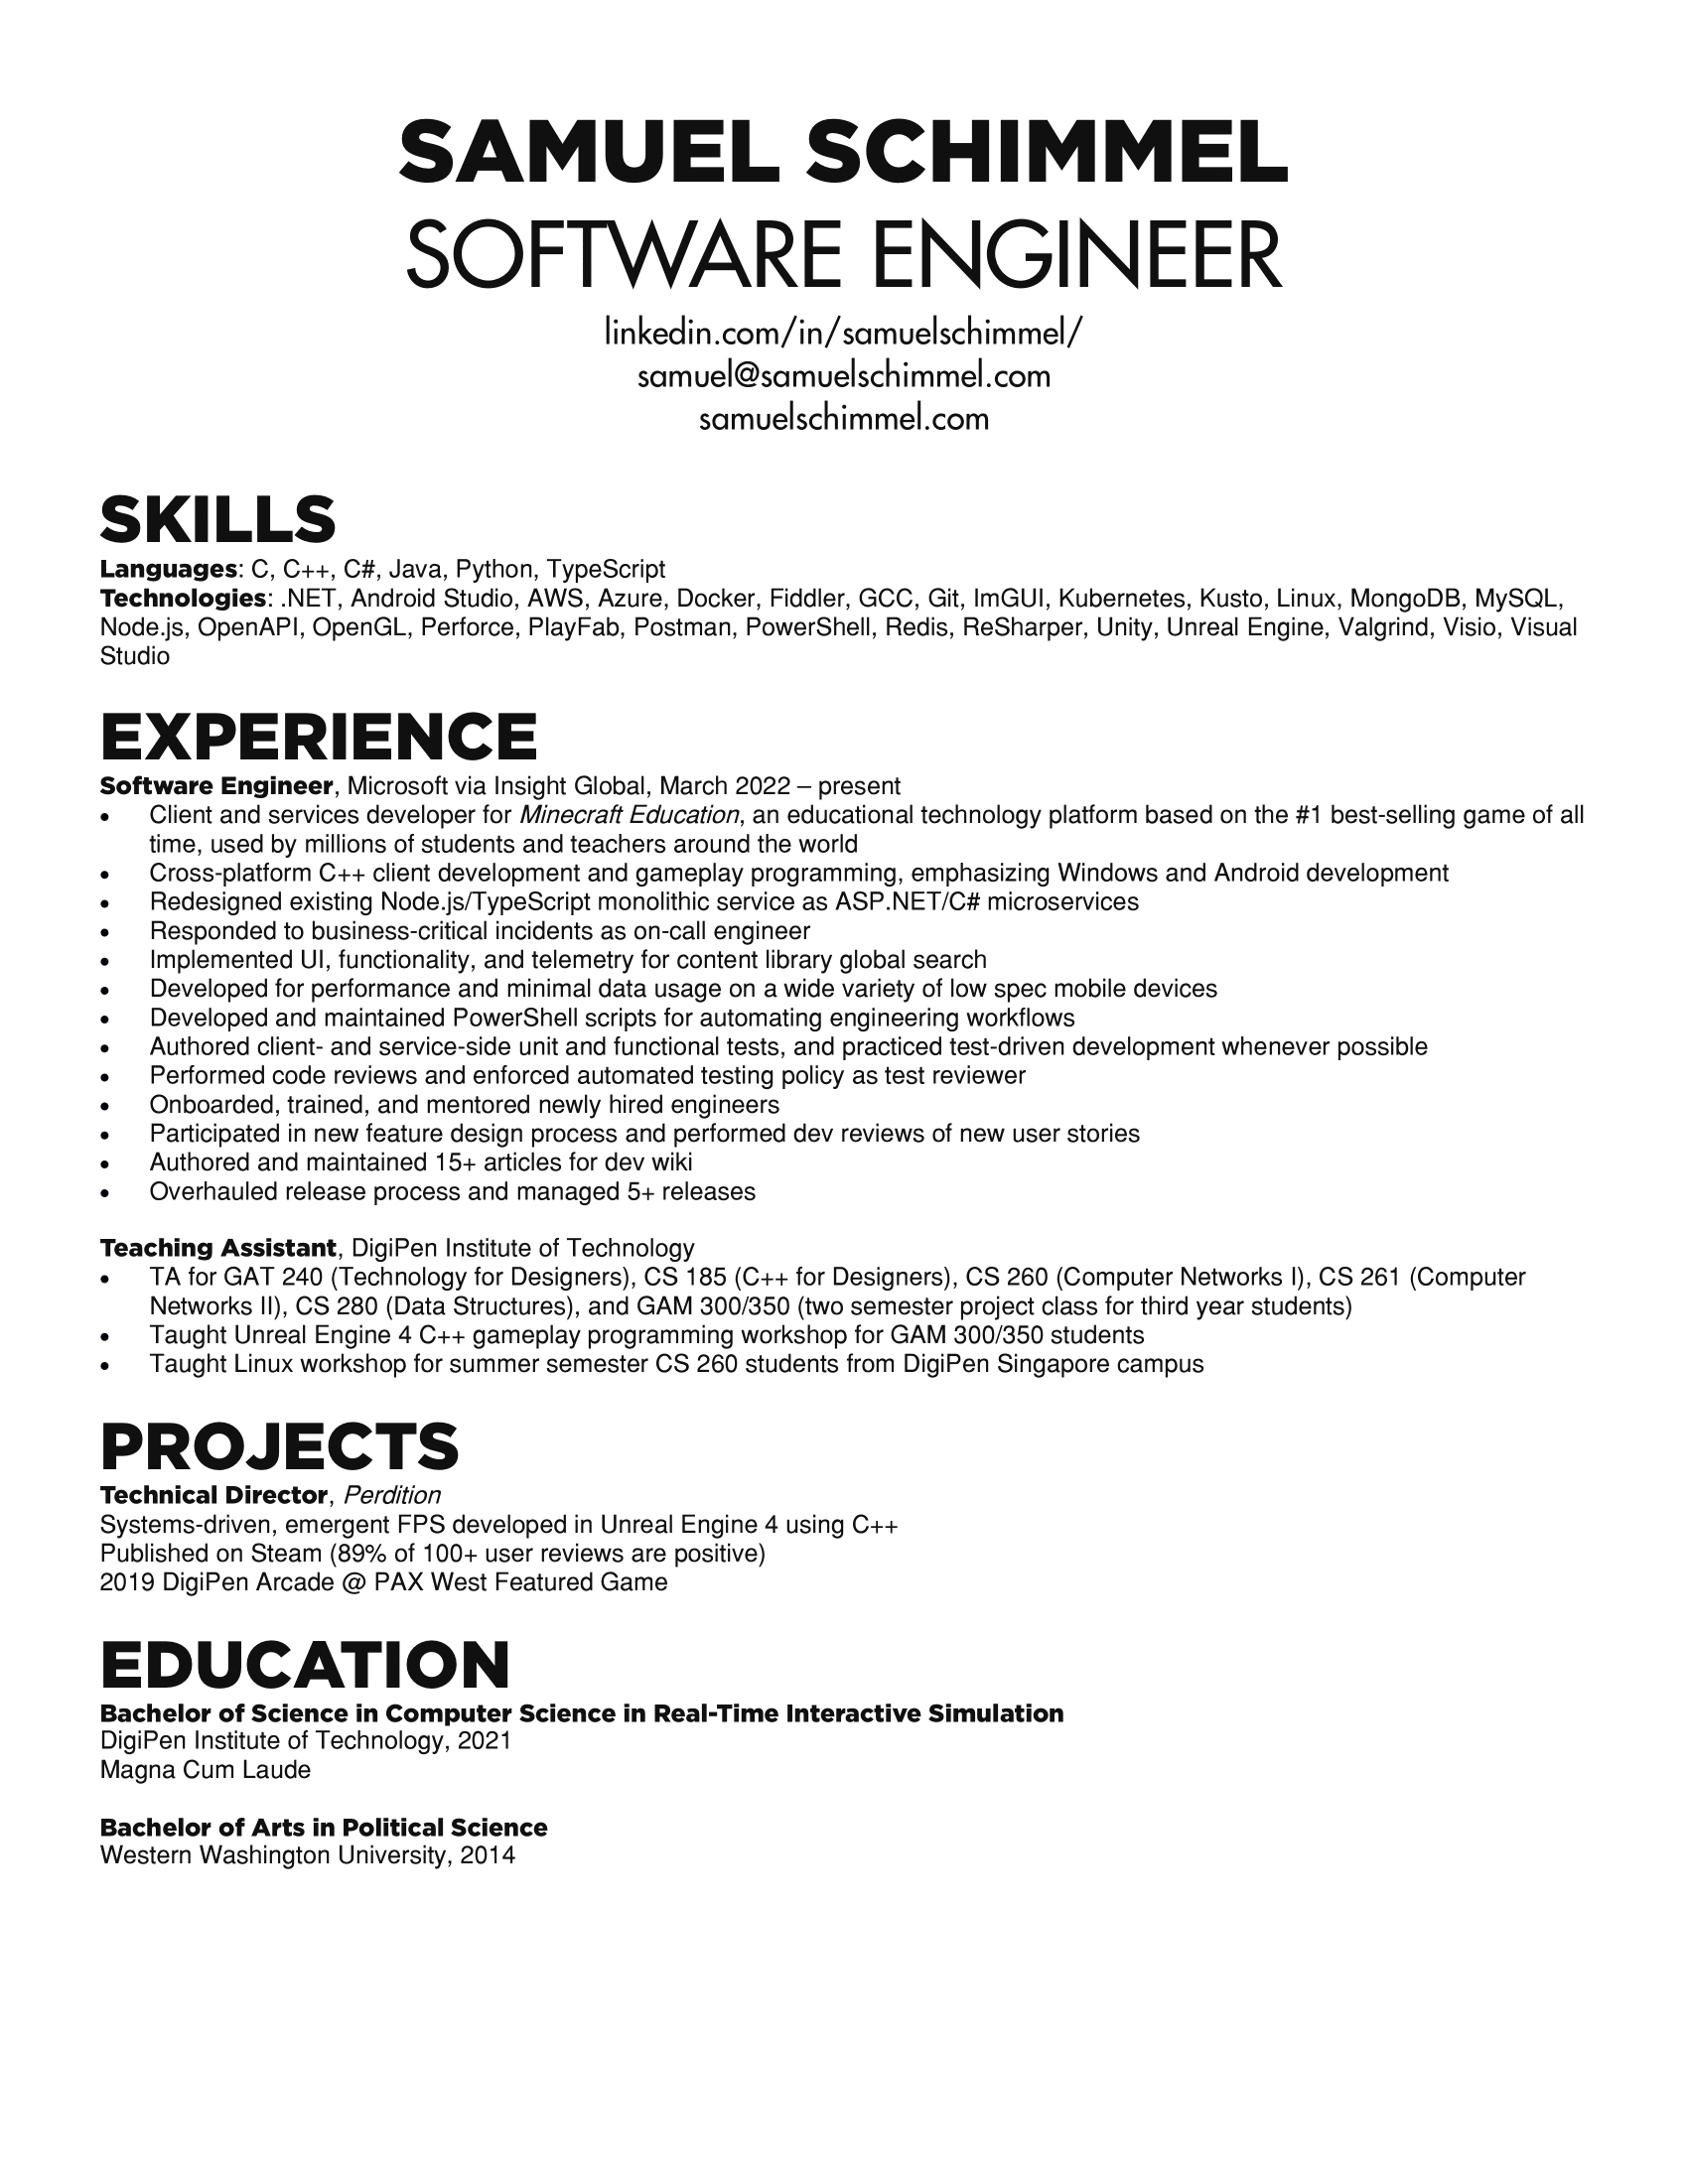 SAMUEL SCHIMMEL
SOFTWARE ENGINEER
linkedin.com/in/samuelschimmel/
samuel@samuelschimmel.com
samuelschimmel.com
SKILLS
Languages: C, C++, C#, Java, Python, TypeScript
Technologies: .NET, Android Studio, AWS, Azure, Docker, Fiddler, GCC, Git, ImGUI, Kubernetes, Kusto, Linux, MongoDB, MySQL,
Node.js, OpenAPI, OpenGL, Perforce, PlayFab, Postman, PowerShell, Redis, ReSharper, Unity, Unreal Engine, Valgrind, Visio, Visual
Studio
EXPERIENCE
Software Engineer, Microsoft via Insight Global, March 2022 – present
• Client and services developer for Minecraft Education, an educational technology platform based on the #1 best-selling game of all
time, used by millions of students and teachers around the world
• Cross-platform C++ client development and gameplay programming, emphasizing Windows and Android development
• Redesigned existing Node.js/TypeScript monolithic service as ASP.NET/C# microservices
• Responded to business-critical incidents as on-call engineer
• Implemented UI, functionality, and telemetry for content library global search
• Developed for performance and minimal data usage on a wide variety of low spec mobile devices
• Developed and maintained PowerShell scripts for automating engineering workflows
• Authored client- and service-side unit and functional tests, and practiced test-driven development whenever possible
• Performed code reviews and enforced automated testing policy as test reviewer
• Onboarded, trained, and mentored newly hired engineers
• Participated in new feature design process and performed dev reviews of new user stories
• Authored and maintained 15+ articles for dev wiki
• Overhauled release process and managed 5+ releases
Teaching Assistant, DigiPen Institute of Technology
• TA for GAT 240 (Technology for Designers), CS 185 (C++ for Designers), CS 260 (Computer Networks I), CS 261 (Computer
Networks II), CS 280 (Data Structures), and GAM 300/350 (two semester project class for third year students)
• Taught Unreal Engine 4 C++ gameplay programming workshop for GAM 300/350 students
• Taught Linux workshop for summer semester CS 260 students from DigiPen Singapore campus
PROJECTS
Technical Director, Perdition
Systems-driven, emergent FPS developed in Unreal Engine 4 using C++
Published on Steam (89% of 100+ user reviews are positive)
2019 DigiPen Arcade @ PAX West Featured Game
EDUCATION
Bachelor of Science in Computer Science in Real-Time Interactive Simulation
DigiPen Institute of Technology, 2021
Magna Cum Laude
Bachelor of Arts in Political Science
Western Washington University, 2014